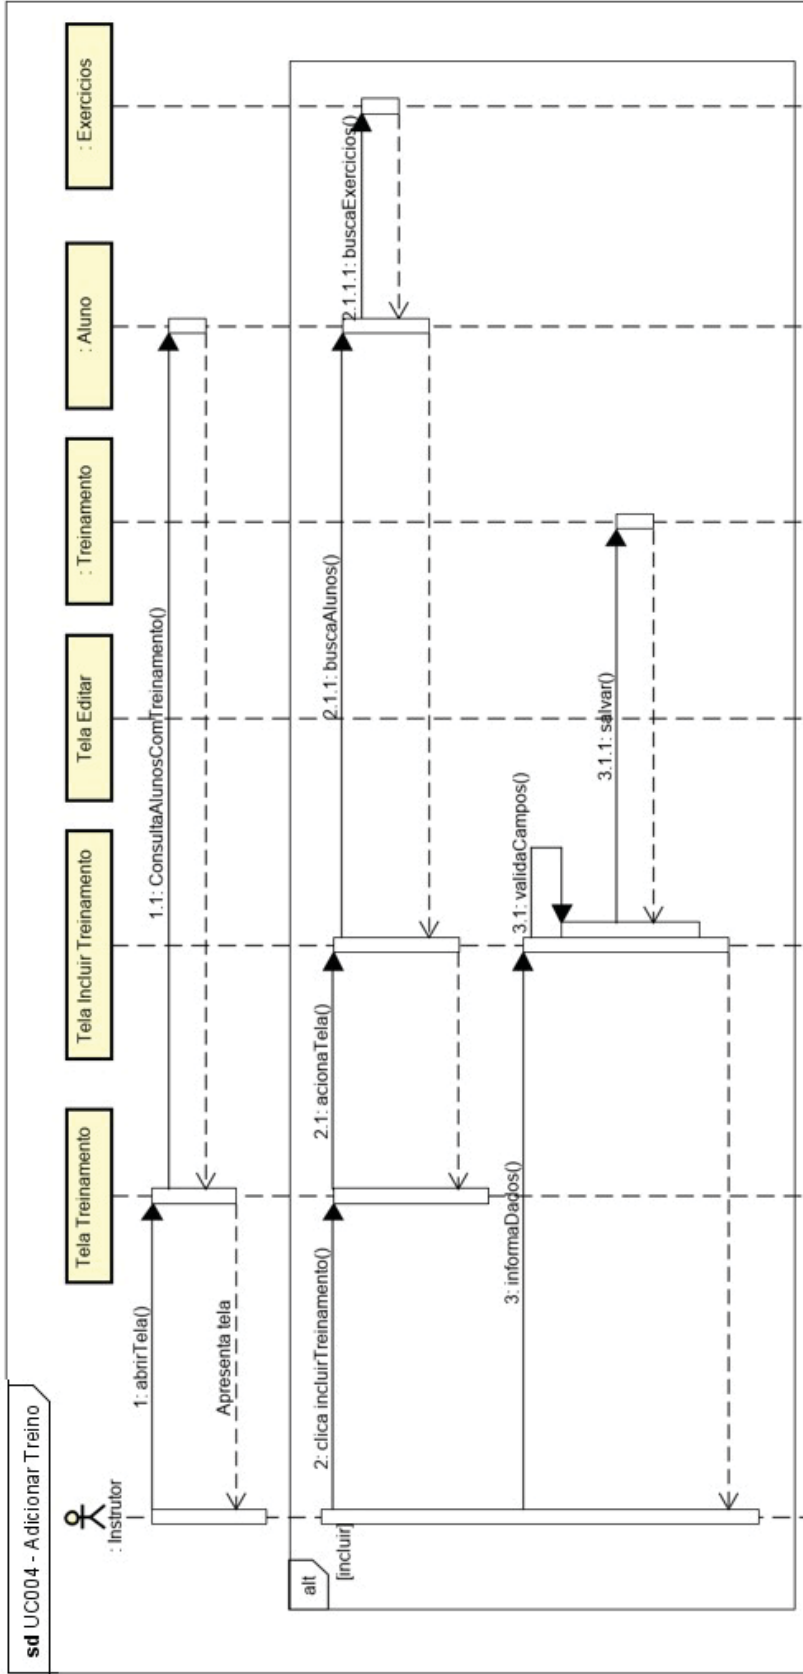 sd UC004 - Adicionar Treino
: Instrutor
Tela Treinamento
Tela Incluir Treinamento
Tela Editar
: Treinamento
: Aluno
: Exercicios
1: abrirTela()
1.1: ConsultaAlunosComTreinamento()
Apresenta tela
alt
[incluir]
2: clica incluirTreinamento()
2.1: acionaTela()
2.1.1: buscaAlunos()
2.1.1.1: buscaExercicios()
3: informaDados()
3.1: validaCampos()
3.1.1: salvar()